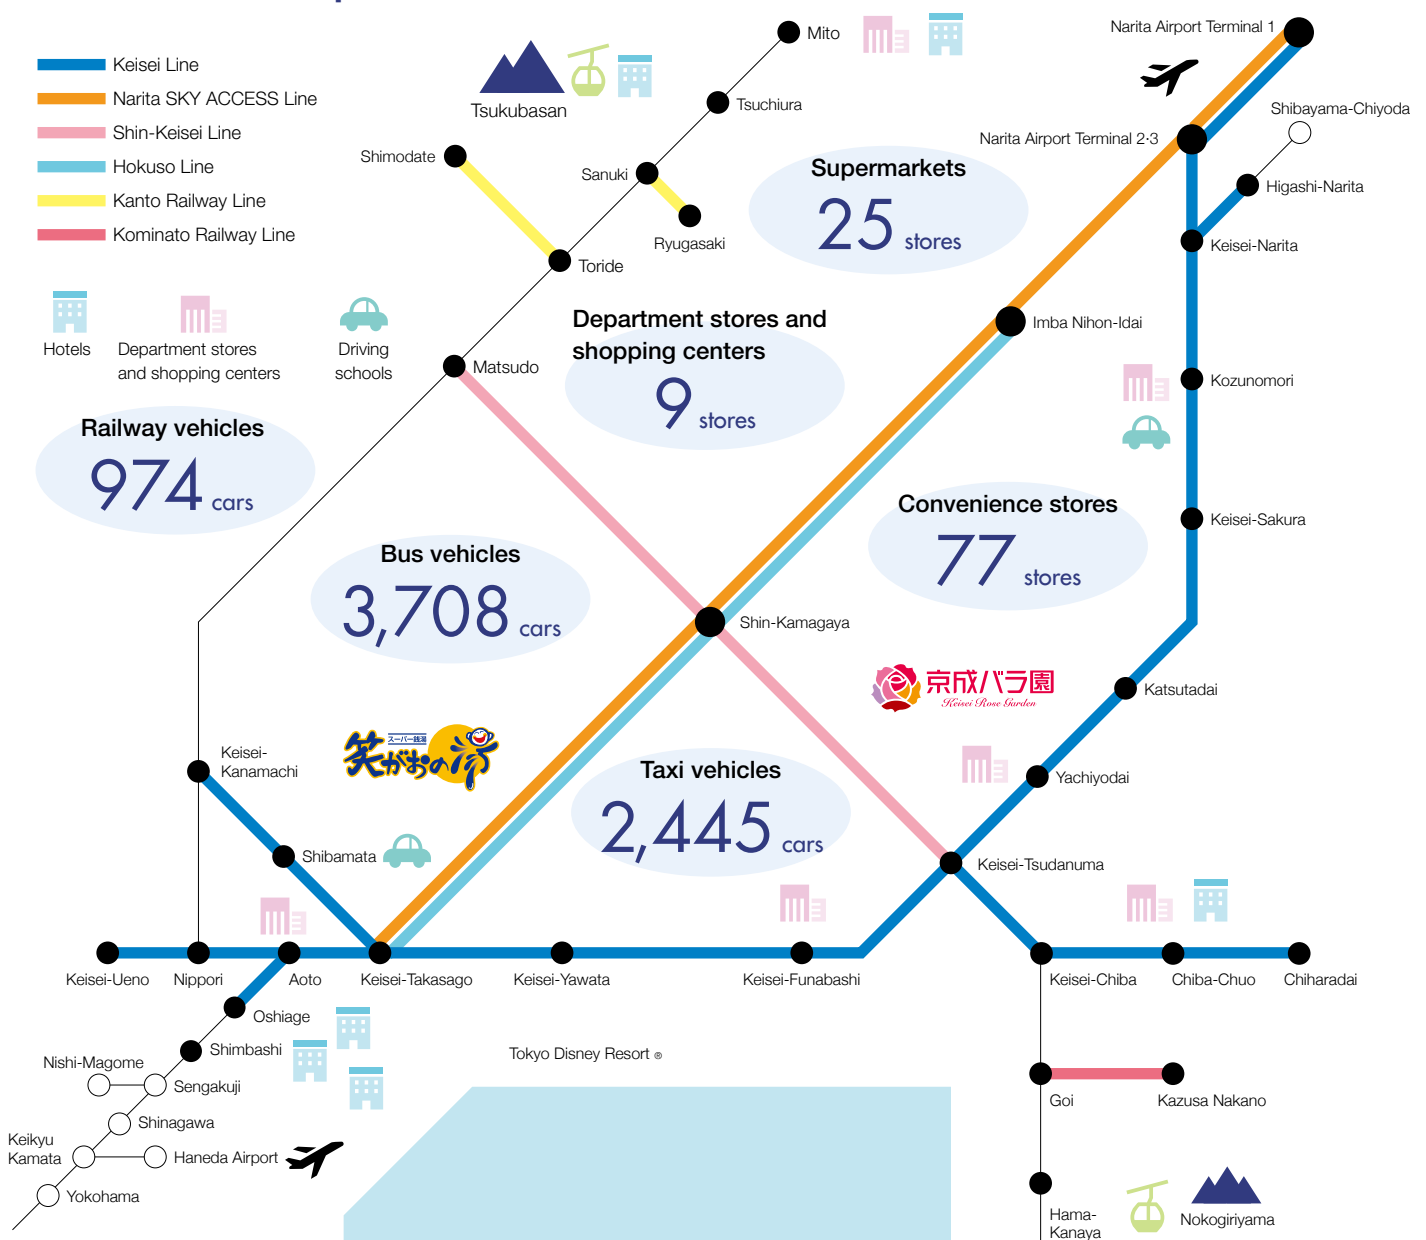 Keisei Line
Narita SKY ACCESS Line
Shin-Keisei Line
Hokuso Line
Kanto Railway Line
Kominato Railway Line
Hotels
Department stores
and shopping centers
Driving
schools
Tsukubasan
Mito
Tsuchiura
Shimodate
Sanuki
Ryugasaki
Toride
Matsudo
Narita Airport Terminal 1
Narita Airport Terminal 2·3
Shibayama-Chiyoda
Higashi-Narita
Keisei-Narita
Imba Nihon-Idai
Kozunomori
Keisei-Sakura
Supermarkets
25 stores
Department stores and
shopping centers
9 stores
Railway vehicles
974 cars
Bus vehicles
3,708 cars
Convenience stores
77 stores
Shin-Kamagaya
京成バラ園
Keisei Rose Garden
Katsutadai
Yachiyodai
Keisei-
Kanamachi
スーパー銭湯
笑がおの湯
Taxi vehicles
2,445 cars
Shibamata
Keisei-Tsudanuma
Keisei-Ueno
Nippori
Aoto
Keisei-Takasago
Keisei-Yawata
Keisei-Funabashi
Keisei-Chiba
Chiba-Chuo
Chiharadai
Oshiage
Shimbashi
Nishi-Magome
Sengakuji
Shinagawa
Keikyu
Kamata
Haneda Airport
Yokohama
Tokyo Disney Resort ®
Goi
Kazusa Nakano
Hama-
Kanaya
Nokogiriyama